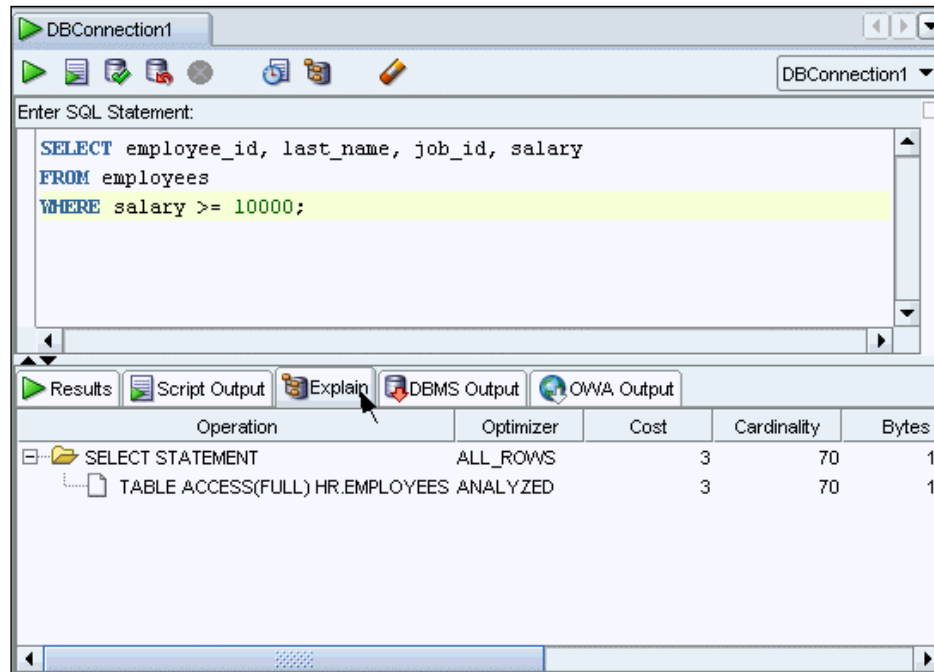 DBConnection1
DBConnection1
Enter SQL Statement:
SELECT employee_id, last_name, job_id, salary
FROM employees
WHERE salary >= 10000;
Results Script Output Explain DBMS Output OWA Output
Operation Optimizer Cost Cardinality Bytes
SELECT STATEMENT ALL_ROWS 3 70 1
TABLE ACCESS(FULL) HR.EMPLOYEES ANALYZED 3 70 1